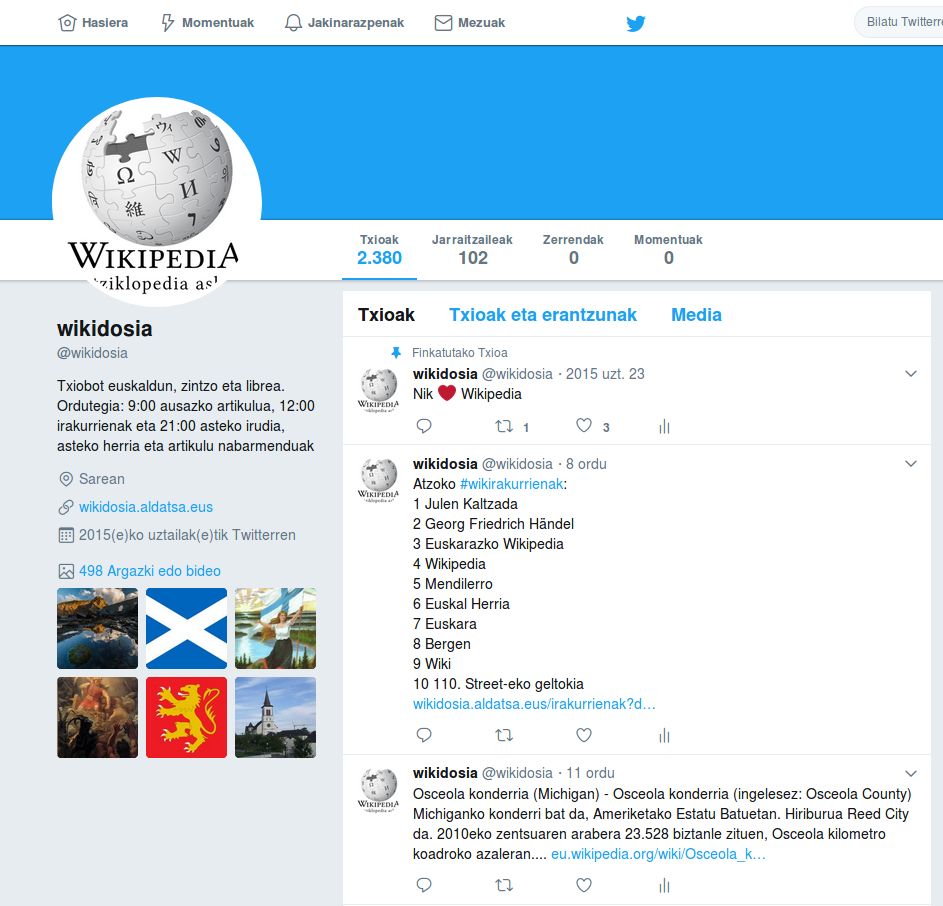 Hasiera Momentuak Jakinarazpenak Mezuak
Ω W И
維
WIKIPEDIA
Txioak Jarraitzaileak Zerrendak Momentuak
2.380 102 0 0
wikidosia
@wikidosia
Txiobot euskaldun, zintzo eta librea.
Ordutegia: 9:00 ausazko artikulua, 12:00
irakurrienak eta 21:00 asteko irudia,
asteko herria eta artikulu nabarmenduak
Sarean
wikidosia.aldatsa.eus
2015(e)ko uztailak(e)tik Twitterren
498 Argazki edo bideo
Txioak Txioak eta erantzunak Media
Finkatutako Txioa
wikidosia @wikidosia · 2015 uzt. 23
Nik ❤ Wikipedia
1 3
wikidosia @wikidosia · 8 ordu
Atzoko #wikirakurrienak:
1 Julen Kaltzada
2 Georg Friedrich Händel
3 Euskarazko Wikipedia
4 Wikipedia
5 Mendilerro
6 Euskal Herria
7 Euskara
8 Bergen
9 Wiki
10 110. Street-eko geltokia
wikidosia.aldatsa.eus/irakurrienak?d…
wikidosia @wikidosia · 11 ordu
Osceola konderria (Michigan) - Osceola konderria (ingelesez: Osceola County)
Michiganko konderri bat da, Ameriketako Estatu Batuetan. Hiriburua Reed City
da. 2010eko zentsuaren arabera 23.528 biztanle zituen, Osceola kilometro
koadroko azaleran.... eu.wikipedia.org/wiki/Osceola_k…